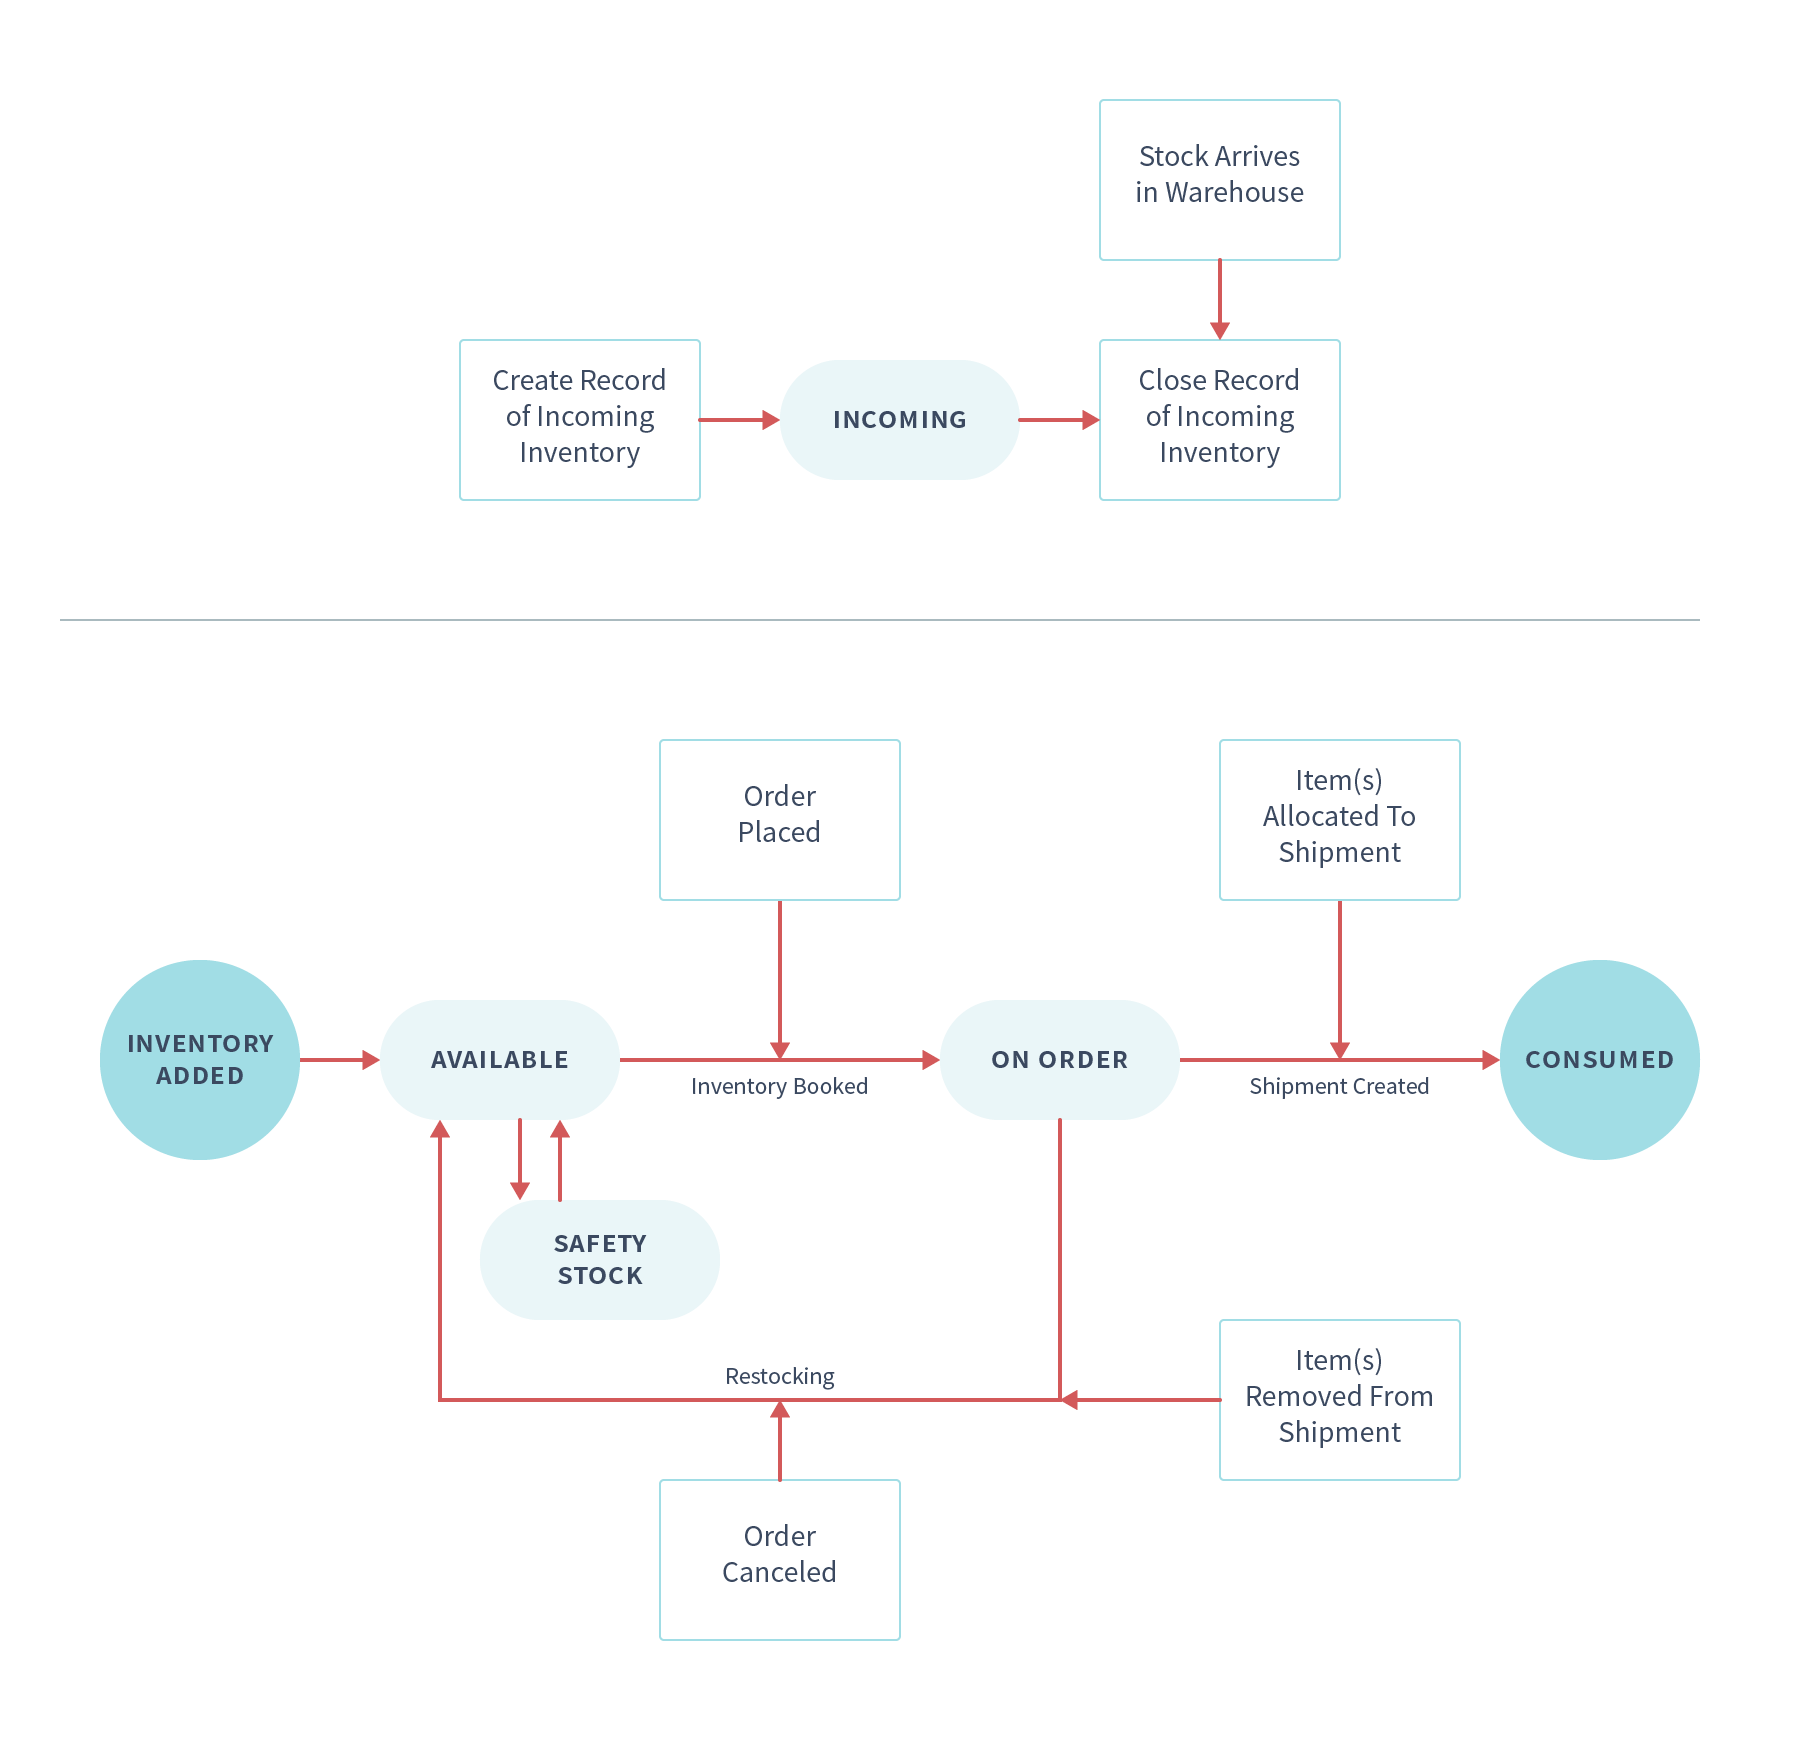 Stock Arrives
in Warehouse
Create Record
of Incoming
Inventory
INCOMING
Close Record
of Incoming
Inventory
Order
Placed
Item(s)
Allocated To
Shipment
INVENTORY
ADDED
AVAILABLE
Inventory Booked
ON ORDER
Shipment Created
CONSUMED
SAFETY
STOCK
Restocking
Item(s)
Removed From
Shipment
Order
Canceled